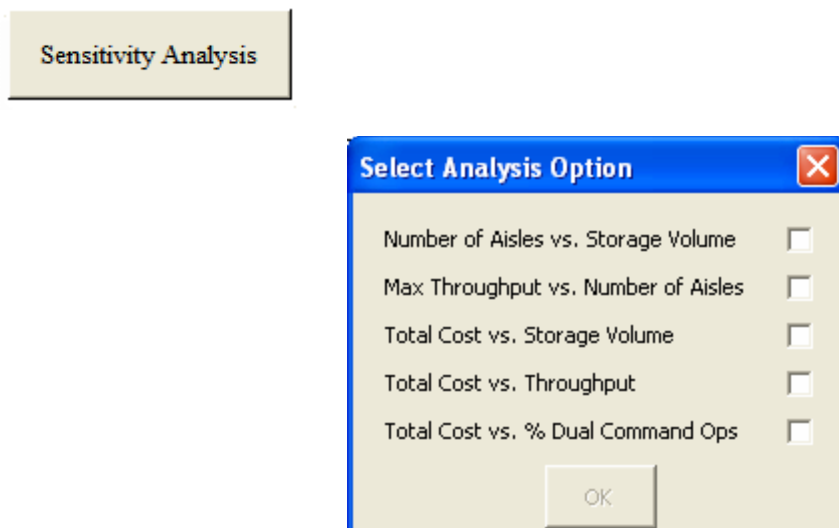 Sensitivity Analysis
Select Analysis Option
Number of Aisles vs. Storage Volume
Max Throughput vs. Number of Aisles
Total Cost vs. Storage Volume
Total Cost vs. Throughput
Total Cost vs. % Dual Command Ops
OK